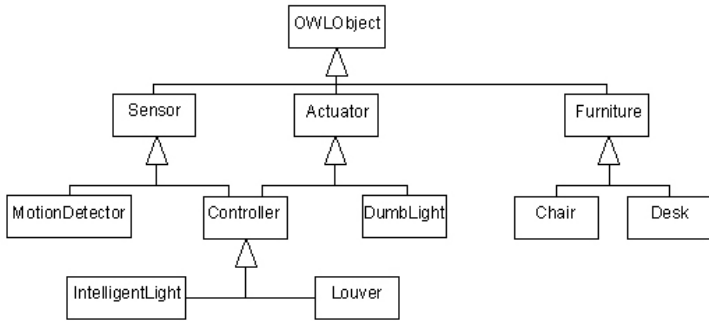 OWLObject
Sensor
Actuator
Furniture
MotionDetector
Controller
DumbLight
Chair
Desk
IntelligentLight
Louver